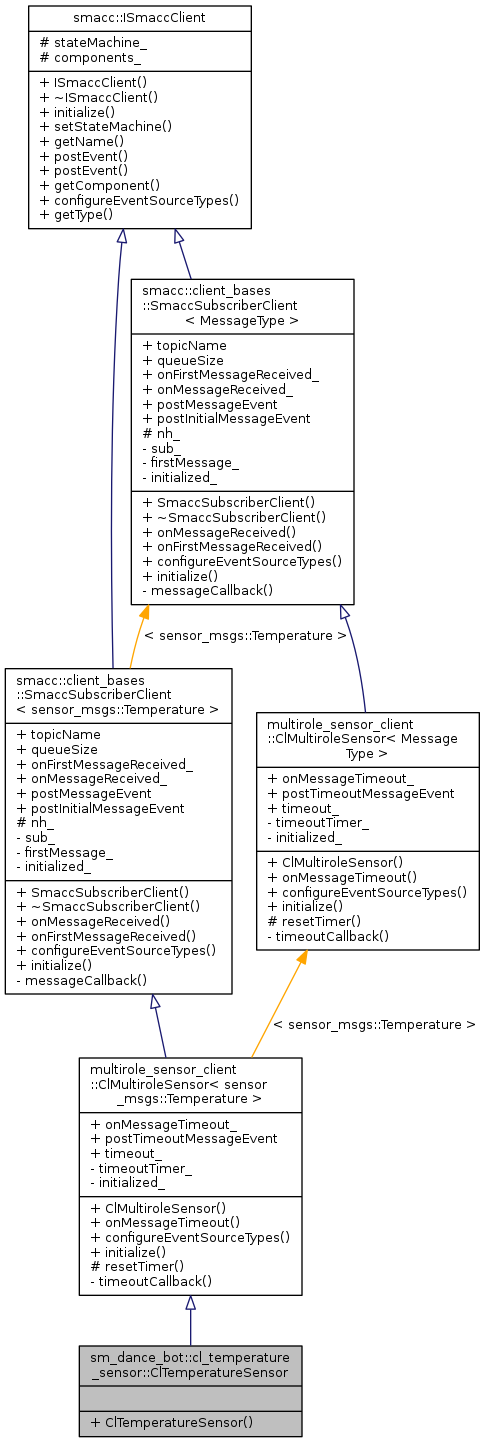 smacc::ISmaccClient
# stateMachine_
# components_
+ ISmaccClient()
+ ~ISmaccClient()
+ initialize()
+ setStateMachine()
+ getName()
+ postEvent()
+ postEvent()
+ getComponent()
+ configureEventSourceTypes()
+ getType()
smacc::client_bases
::SmaccSubscriberClient
< MessageType >
+ topicName
+ queueSize
+ onFirstMessageReceived_
+ onMessageReceived_
+ postMessageEvent
+ postInitialMessageEvent
# nh_
- sub_
- firstMessage_
- initialized_
+ SmaccSubscriberClient()
+ ~SmaccSubscriberClient()
+ onMessageReceived()
+ onFirstMessageReceived()
+ configureEventSourceTypes()
+ initialize()
- messageCallback()
< sensor_msgs::Temperature >
smacc::client_bases
::SmaccSubscriberClient
< sensor_msgs::Temperature >
+ topicName
+ queueSize
+ onFirstMessageReceived_
+ onMessageReceived_
+ postMessageEvent
+ postInitialMessageEvent
# nh_
- sub_
- firstMessage_
- initialized_
+ SmaccSubscriberClient()
+ ~SmaccSubscriberClient()
+ onMessageReceived()
+ onFirstMessageReceived()
+ configureEventSourceTypes()
+ initialize()
- messageCallback()
multirole_sensor_client
::ClMultiroleSensor< Message
Type >
+ onMessageTimeout_
+ postTimeoutMessageEvent
+ timeout_
- timeoutTimer_
- initialized_
+ ClMultiroleSensor()
+ onMessageTimeout()
+ configureEventSourceTypes()
+ initialize()
# resetTimer()
- timeoutCallback()
< sensor_msgs::Temperature >
multirole_sensor_client
::ClMultiroleSensor< sensor
_msgs::Temperature >
+ onMessageTimeout_
+ postTimeoutMessageEvent
+ timeout_
- timeoutTimer_
- initialized_
+ ClMultiroleSensor()
+ onMessageTimeout()
+ configureEventSourceTypes()
+ initialize()
# resetTimer()
- timeoutCallback()
sm_dance_bot::cl_temperature
_sensor::ClTemperatureSensor
+ ClTemperatureSensor()